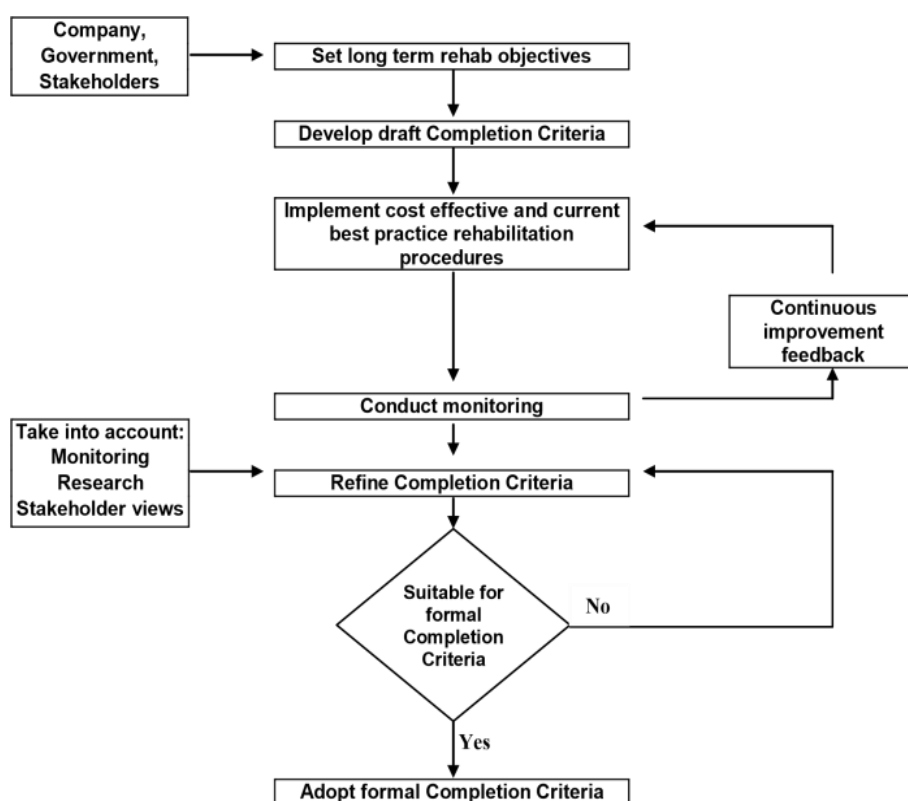 Company,
Government,
Stakeholders
Set long term rehab objectives
Develop draft Completion Criteria
Implement cost effective and current
best practice rehabilitation
procedures
Continuous
improvement
feedback
Conduct monitoring
Take into account:
Monitoring
Research
Stakeholder views
Refine Completion Criteria
Suitable for
formal
Completion
Criteria
No
Yes
Adopt formal Completion Criteria